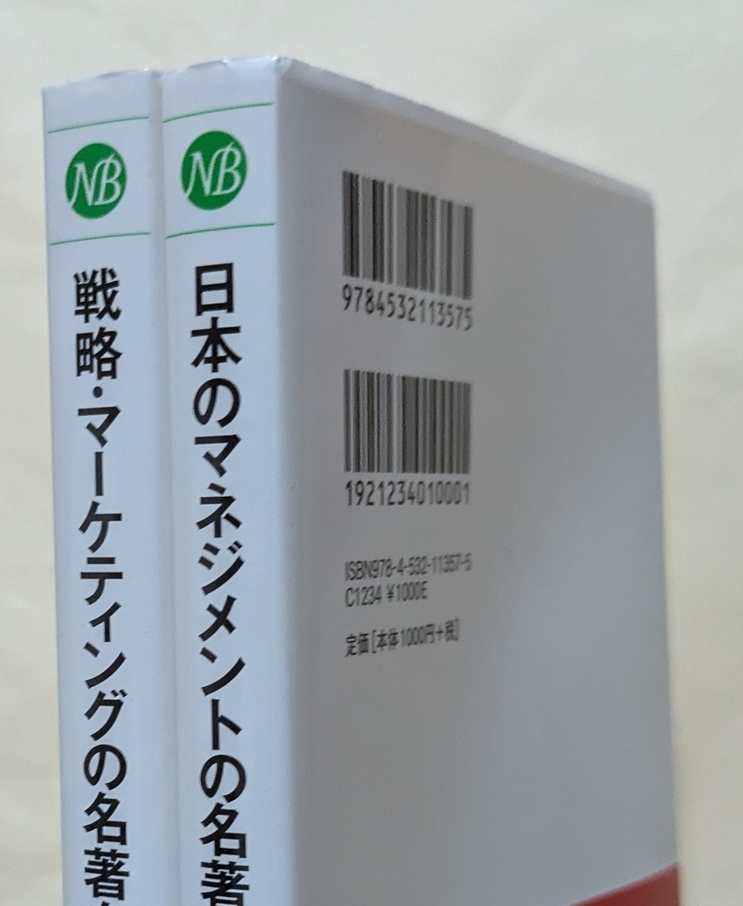 NB
戦略・マーケティングの名著
NB
日本のマネジメントの名著
9784532113575
1921234010001
ISBN978-4-532-11357-5
C1234 ¥1000E
定価[本体1000円+税]